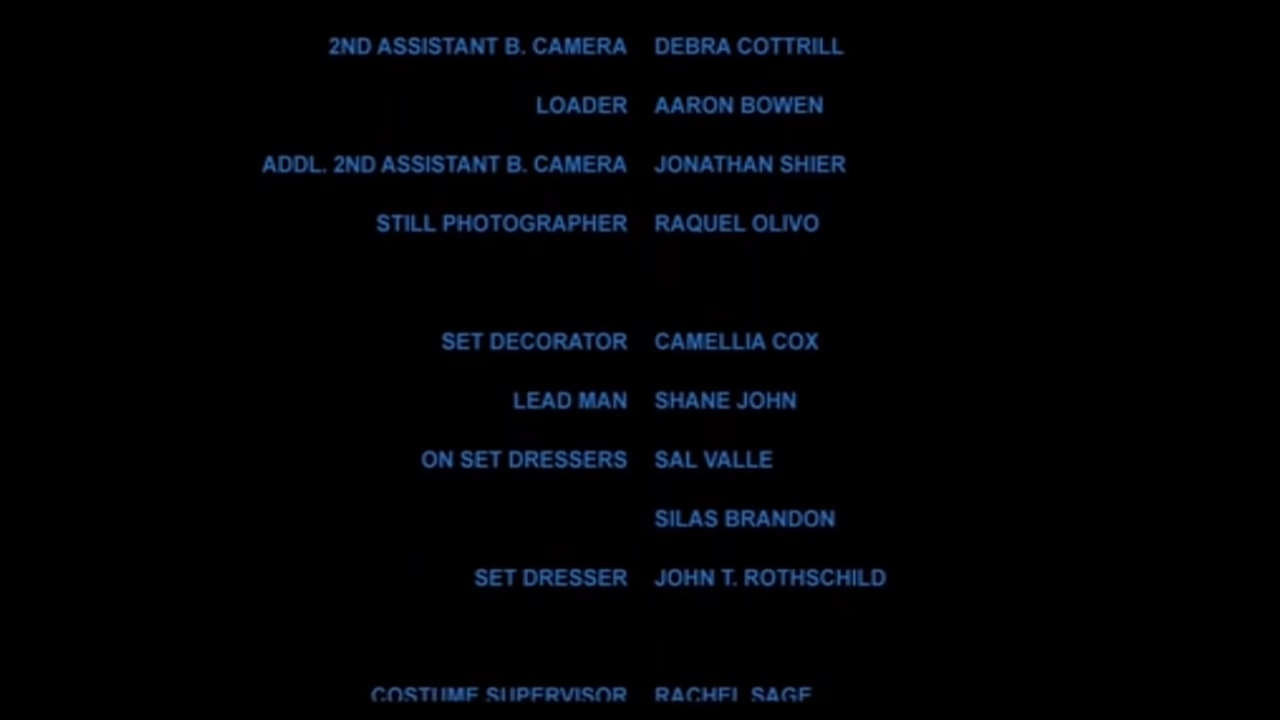 2ND ASSISTANT B. CAMERA DEBRA COTTRILL
LOADER AARON BOWEN
ADDL. 2ND ASSISTANT B. CAMERA JONATHAN SHIER
STILL PHOTOGRAPHER RAQUEL OLIVO
SET DECORATOR CAMELLIA COX
LEAD MAN SHANE JOHN
ON SET DRESSERS SAL VALLE
SILAS BRANDON
SET DRESSER JOHN T. ROTHSCHILD
COSTUME SUPERVISOR RACHEL SAGE